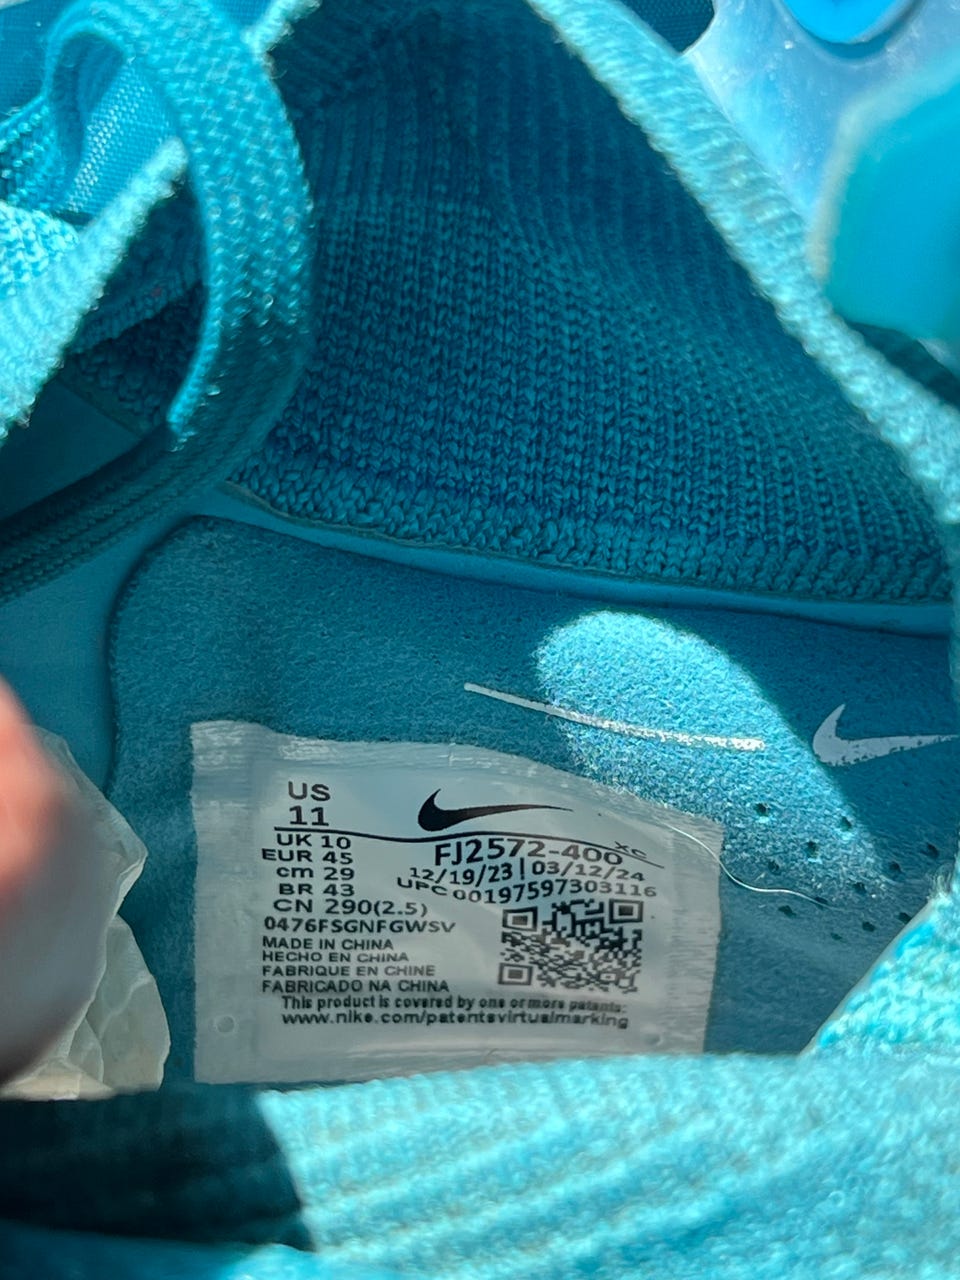 US
11
UK 10
EUR 45
cm 29
BR 43
CN 290(2.5)
0476FSGNFGWSV
XC
FJ2572-400
12/19/23 | 03/12/24
UPC 00197597303116
MADE IN CHINA
HECHO EN CHINA
FABRIQUE EN CHINE
FABRICADO NA CHINA
This product is covered by one or more patents:
www.nike.com/patentsvirtualmarking